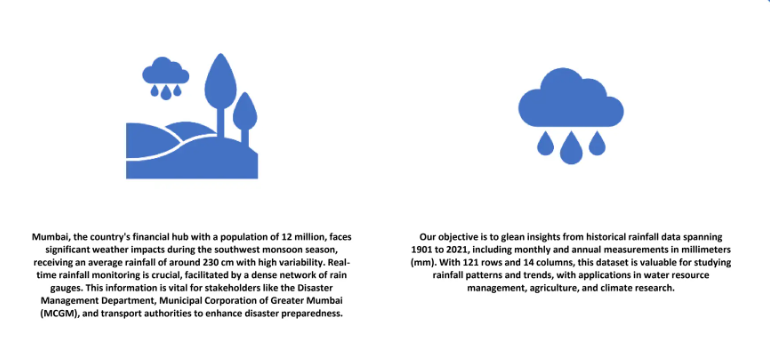 Mumbai, the country's financial hub with a population of 12 million, faces
significant weather impacts during the southwest monsoon season,
receiving an average rainfall of around 230 cm with high variability. Real-
time rainfall monitoring is crucial, facilitated by a dense network of rain
gauges. This information is vital for stakeholders like the Disaster
Management Department, Municipal Corporation of Greater Mumbai
(MCGM), and transport authorities to enhance disaster preparedness.
Our objective is to glean insights from historical rainfall data spanning
1901 to 2021, including monthly and annual measurements in millimeters
(mm). With 121 rows and 14 columns, this dataset is valuable for studying
rainfall patterns and trends, with applications in water resource
management, agriculture, and climate research.